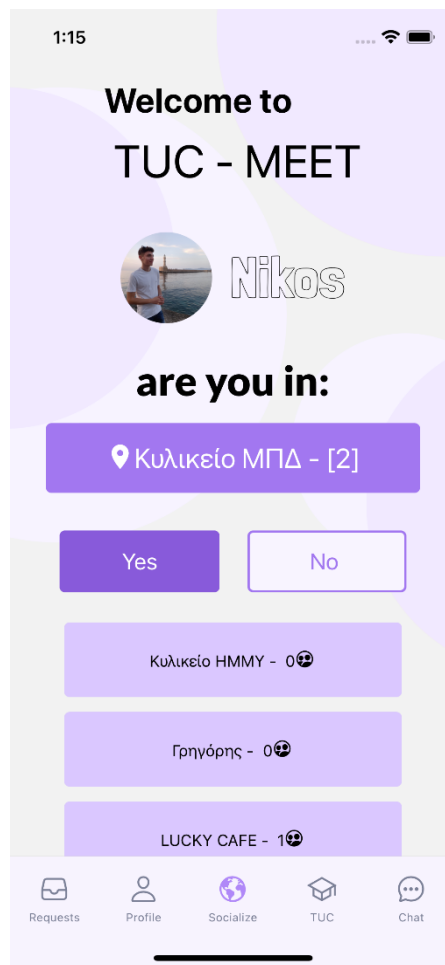 1:15
Welcome to
TUC - MEET
Nikos
are you in:
Κυλικείο ΜΠΔ - [2]
Yes
No
Κυλικείο ΗΜΜΥ - 0
Γρηγόρης - 0
LUCKY CAFE - 1
Requests
Profile
Socialize
TUC
Chat